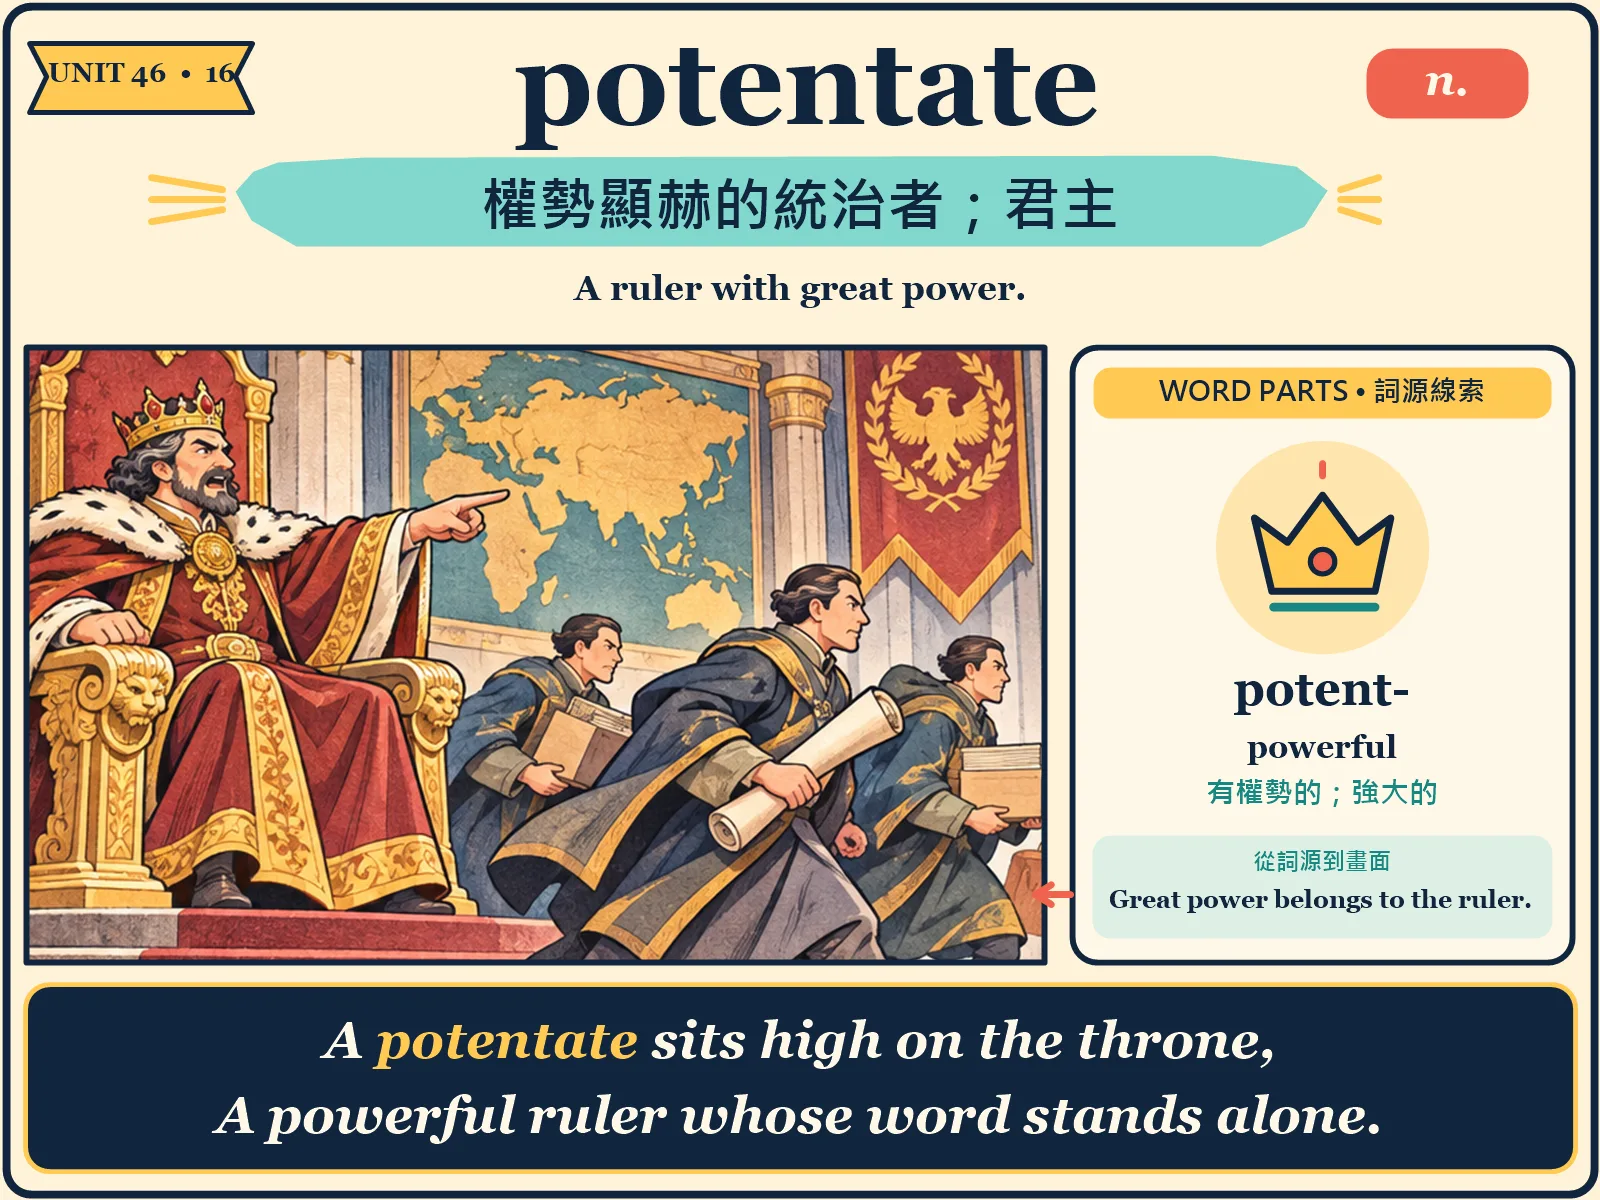 UNIT 46 • 16
potentate
n.
權勢顯赫的統治者；君主
A ruler with great power.
WORD PARTS • 詞源線索
potent-
powerful
有權勢的；強大的
從詞源到畫面
Great power belongs to the ruler.
A potentate sits high on the throne,
A powerful ruler whose word stands alone.